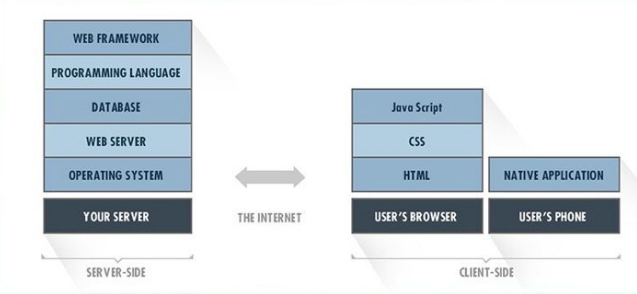 WEB FRAMEWORK
PROGRAMMING LANGUAGE
DATABASE
WEB SERVER
OPERATING SYSTEM
YOUR SERVER
SERVER-SIDE
THE INTERNET
Java Script
CSS
HTML
USER'S BROWSER
NATIVE APPLICATION
USER'S PHONE
CLIENT-SIDE